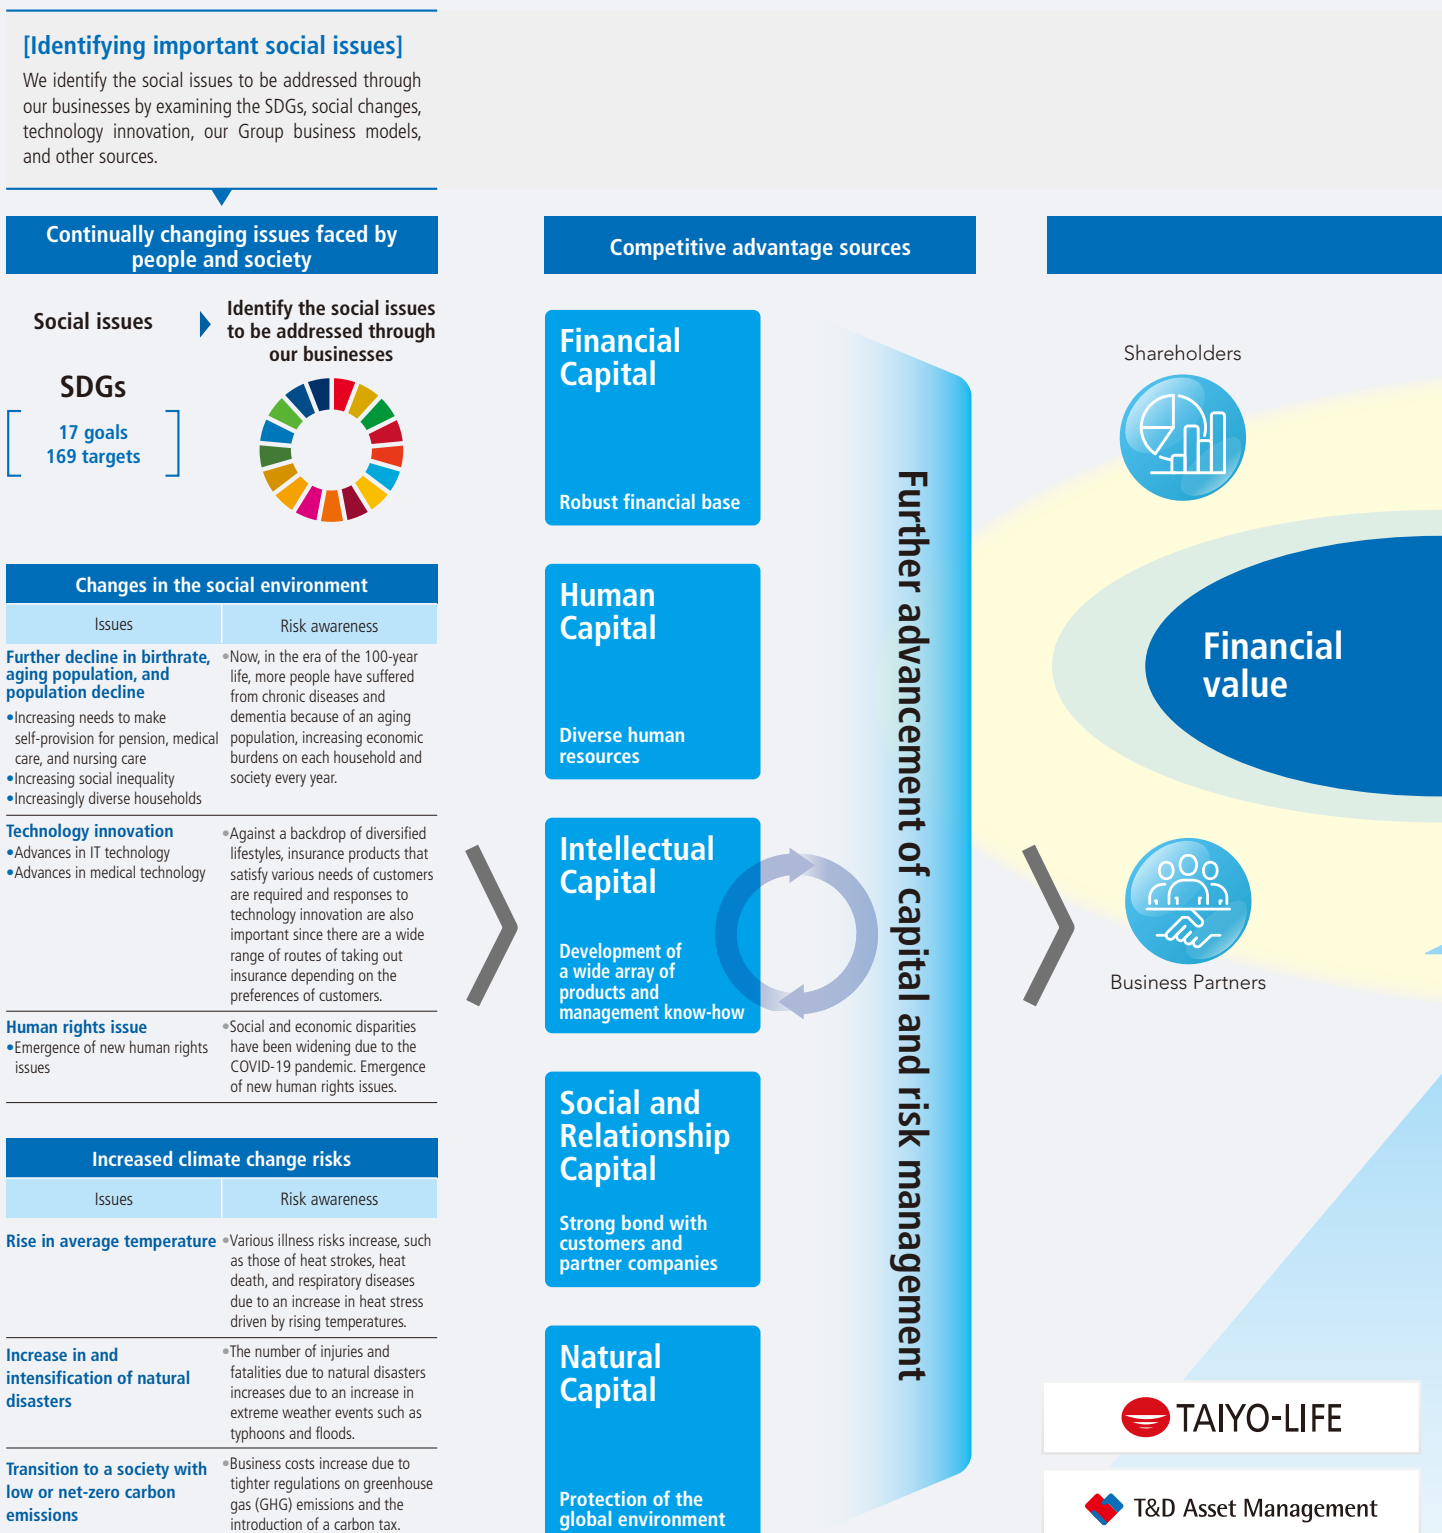 [Identifying important social issues]
We identify the social issues to be addressed through
our businesses by examining the SDGs, social changes,
technology innovation, our Group business models,
and other sources.
Continually changing issues faced by
people and society
Social issues
Identify the social issues
to be addressed through
our businesses
SDGs
17 goals
169 targets
Changes in the social environment
Issues
Risk awareness
Further decline in birthrate,
aging population, and
population decline
•Increasing needs to make
self-provision for pension, medical
care, and nursing care
•Increasing social inequality
•Increasingly diverse households
•Now, in the era of the 100-year
life, more people have suffered
from chronic diseases and
dementia because of an aging
population, increasing economic
burdens on each household and
society every year.
Technology innovation
•Advances in IT technology
•Advances in medical technology
•Against a backdrop of diversified
lifestyles, insurance products that
satisfy various needs of customers
are required and responses to
technology innovation are also
important since there are a wide
range of routes of taking out
insurance depending on the
preferences of customers.
Human rights issue
•Emergence of new human rights
issues
•Social and economic disparities
have been widening due to the
COVID-19 pandemic. Emergence
of new human rights issues.
Increased climate change risks
Issues
Risk awareness
Rise in average temperature
•Various illness risks increase, such
as those of heat strokes, heat
death, and respiratory diseases
due to an increase in heat stress
driven by rising temperatures.
Increase in and
intensification of natural
disasters
•The number of injuries and
fatalities due to natural disasters
increases due to an increase in
extreme weather events such as
typhoons and floods.
Transition to a society with
low or net-zero carbon
emissions
•Business costs increase due to
tighter regulations on greenhouse
gas (GHG) emissions and the
introduction of a carbon tax.
Competitive advantage sources
Financial
Capital
Robust financial base
Human
Capital
Diverse human
resources
Intellectual
Capital
Development of
a wide array of
products and
management know-how
Social and
Relationship
Capital
Strong bond with
customers and
partner companies
Natural
Capital
Protection of the
global environment
Further advancement of capital and risk management
Shareholders
Financial
value
Business Partners
TAIYO-LIFE
T&D Asset Management